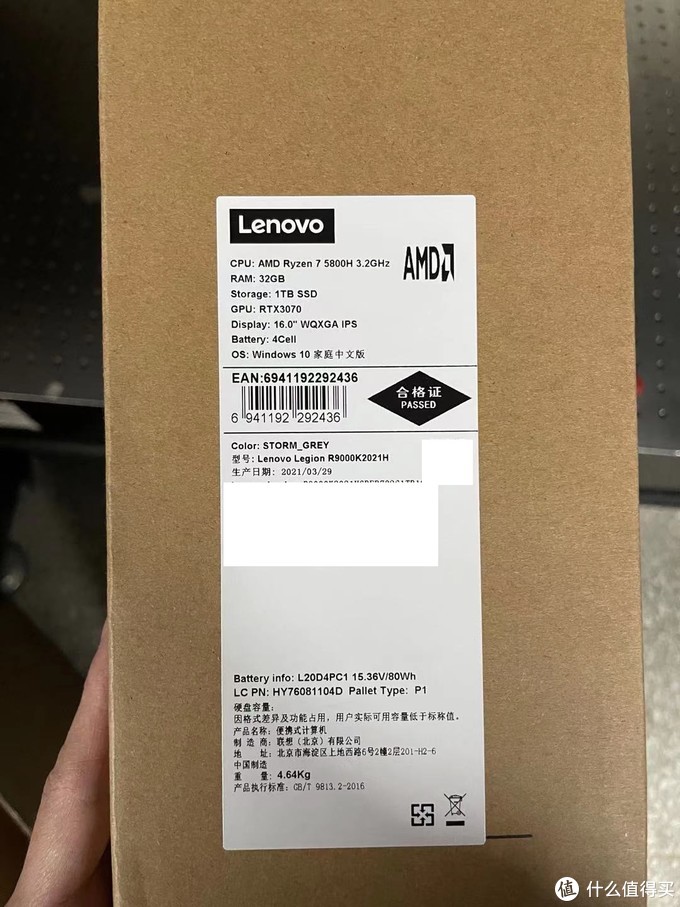 Lenovo
CPU: AMD Ryzen 7 5800H 3.2GHz
AMD
RAM: 32GB
Storage: 1TB SSD
GPU: RTX3070
Display: 16.0" WQXGA IPS
Battery: 4Cell
OS: Windows 10 家庭中文版
EAN:6941192292436
6 941192 292436
合格证
PASSED
Color: STORM_GREY
型号: Lenovo Legion R9000K2021H
生产日期: 2021/03/29
Battery info: L20D4PC1 15.36V/80Wh
LC PN: HY76081104D Pallet Type: P1
硬盘容量:
因格式差异及功能占用，用户实际可用容量低于标称值。
产品名称: 便携式计算机
制 造 商: 联想（北京）有限公司
地 址: 北京市海淀区上地西路6号2幢2层201-H2-6
中国制造
重 量: 4.64Kg
产品执行标准: GB/T 9813.2-2016
值 什么值得买